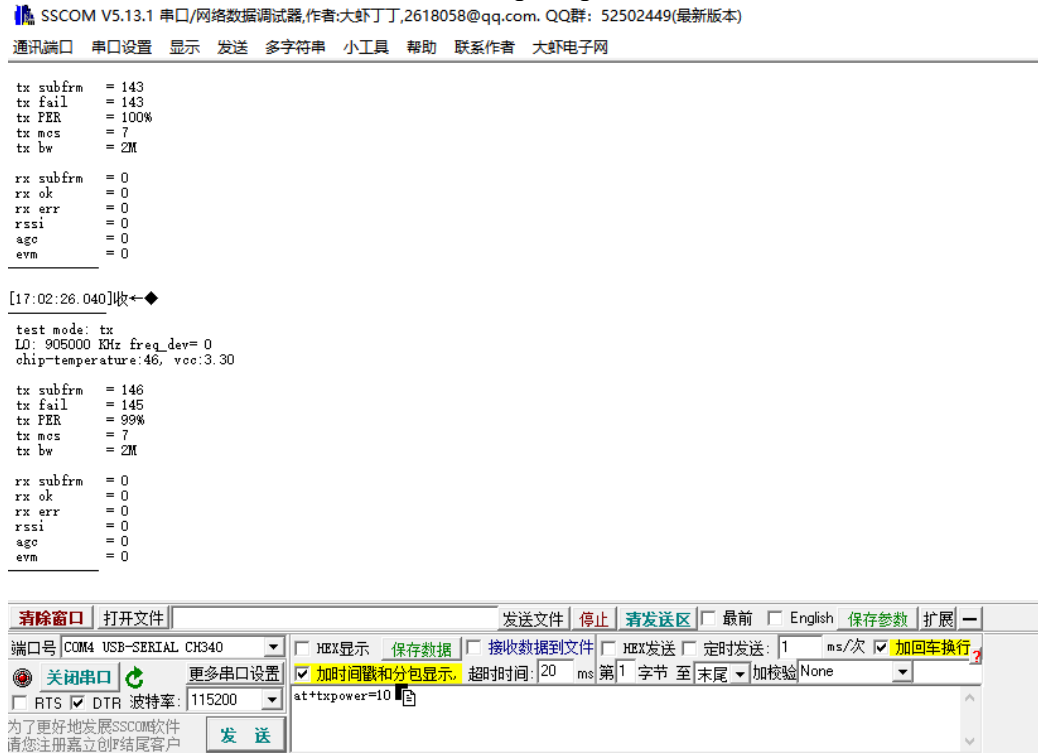 SSCOM V5.13.1 串口/网络数据调试器,作者:大虾丁丁,2618058@qq.com. QQ群: 52502449(最新版本)
通讯端口 串口设置 显示 发送 多字符串 小工具 帮助 联系作者 大虾电子网
tx subfrm = 143
tx fail = 143
tx PER = 100%
tx mcs = 7
tx bw = 2M
rx subfrm = 0
rx ok = 0
rx err = 0
rssi = 0
agc = 0
evm = 0
[17:02:26.040]收←◆
test mode: tx
LO: 905000 KHz freq_dev= 0
chip-temperature:46, vcc:3.30
tx subfrm = 146
tx fail = 145
tx PER = 99%
tx mcs = 7
tx bw = 2M
rx subfrm = 0
rx ok = 0
rx err = 0
rssi = 0
agc = 0
evm = 0
清除窗口 打开文件 发送文件 停止 清发送区 最前 English 保存参数 扩展 —
端口号 COM4 USB-SERIAL CH340 HEX显示 保存数据 接收数据到文件 HEX发送 定时发送: 1 ms/次 加回车换行 ?
关闭串口 更多串口设置 加时间戳和分包显示, 超时时间: 20 ms 第1 字节 至 末尾 加校验 None
RTS DTR 波特率: 115200 at+txpower=10
为了更好地发展SSCOM软件
请您注册嘉立创F结尾客户 发 送